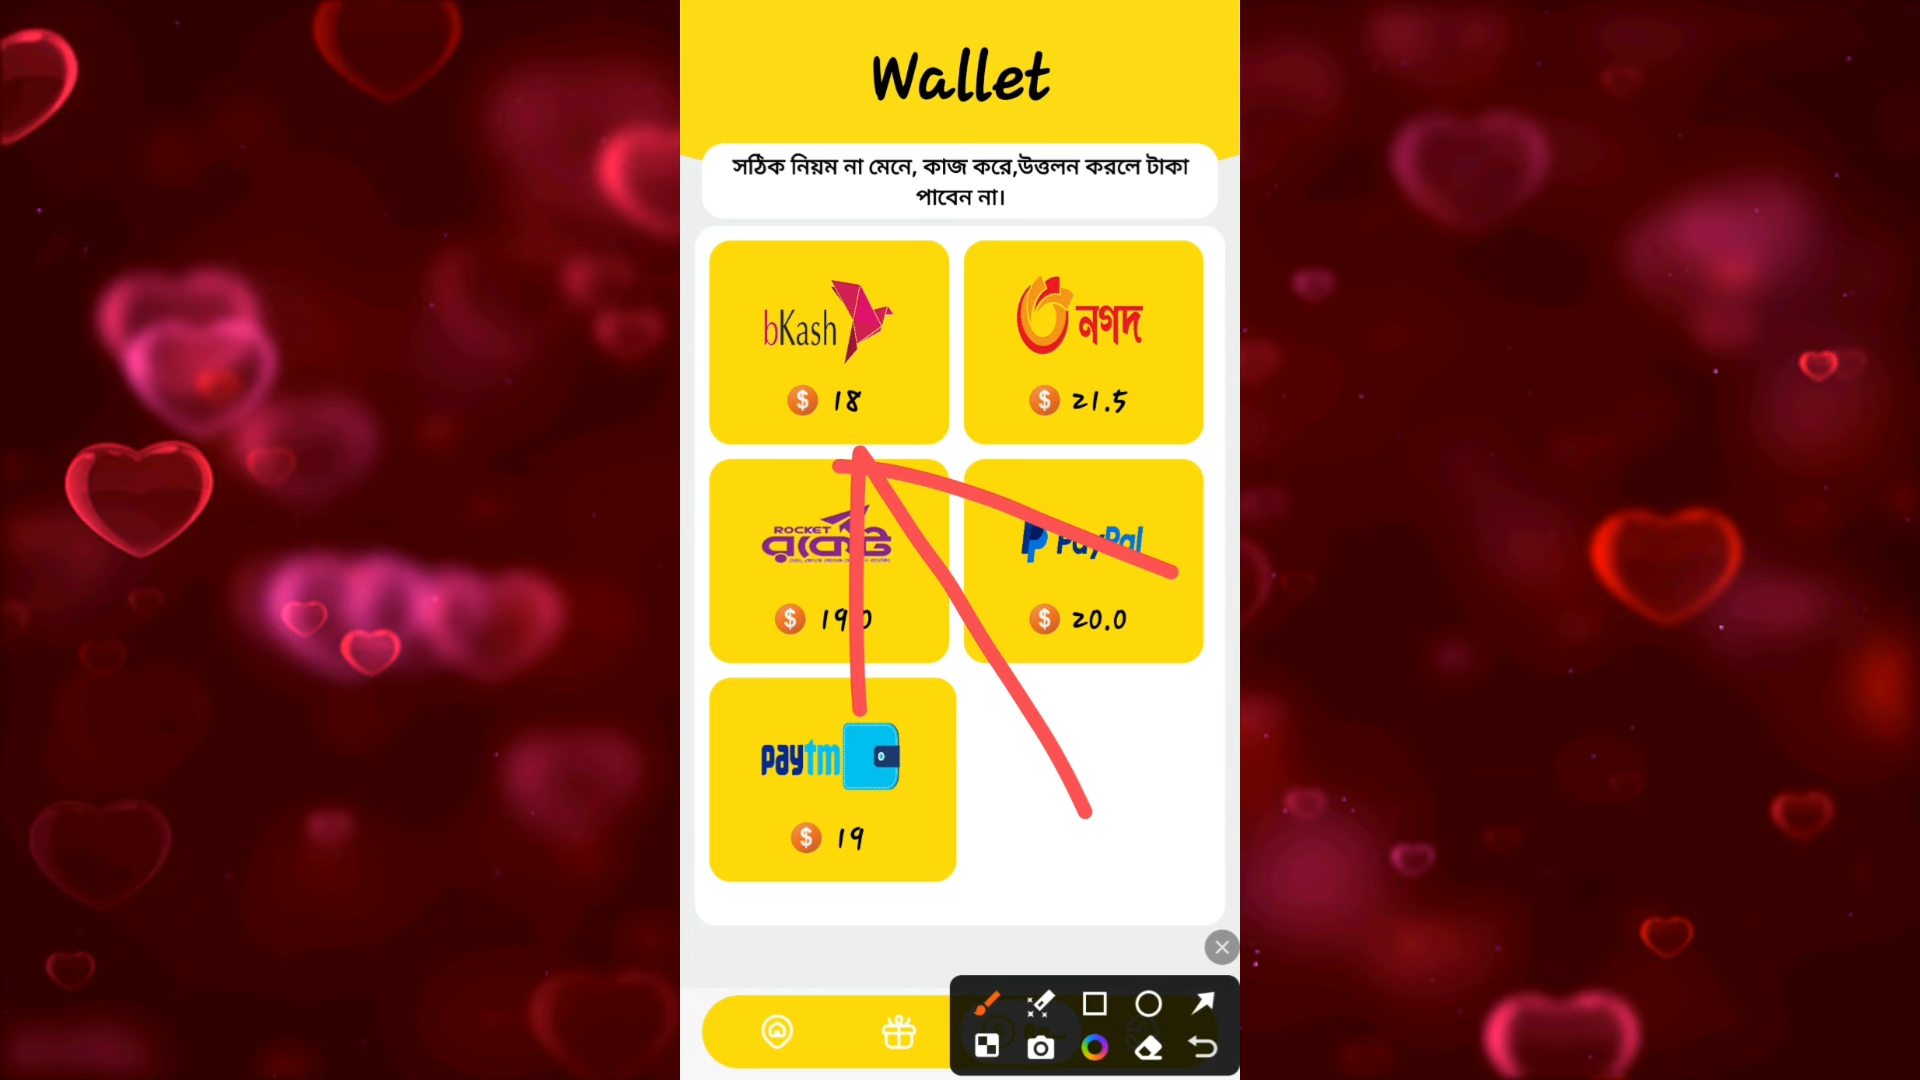 Wallet
সঠিক নিয়ম না মেনে, কাজ করে,উত্তলন করলে টাকা
পাবেন না।
bKash
নগদ
$ 18
$ 21.5
ROCKET
রকেট
PayPal
$ 19.0
$ 20.0
paytm
$ 19